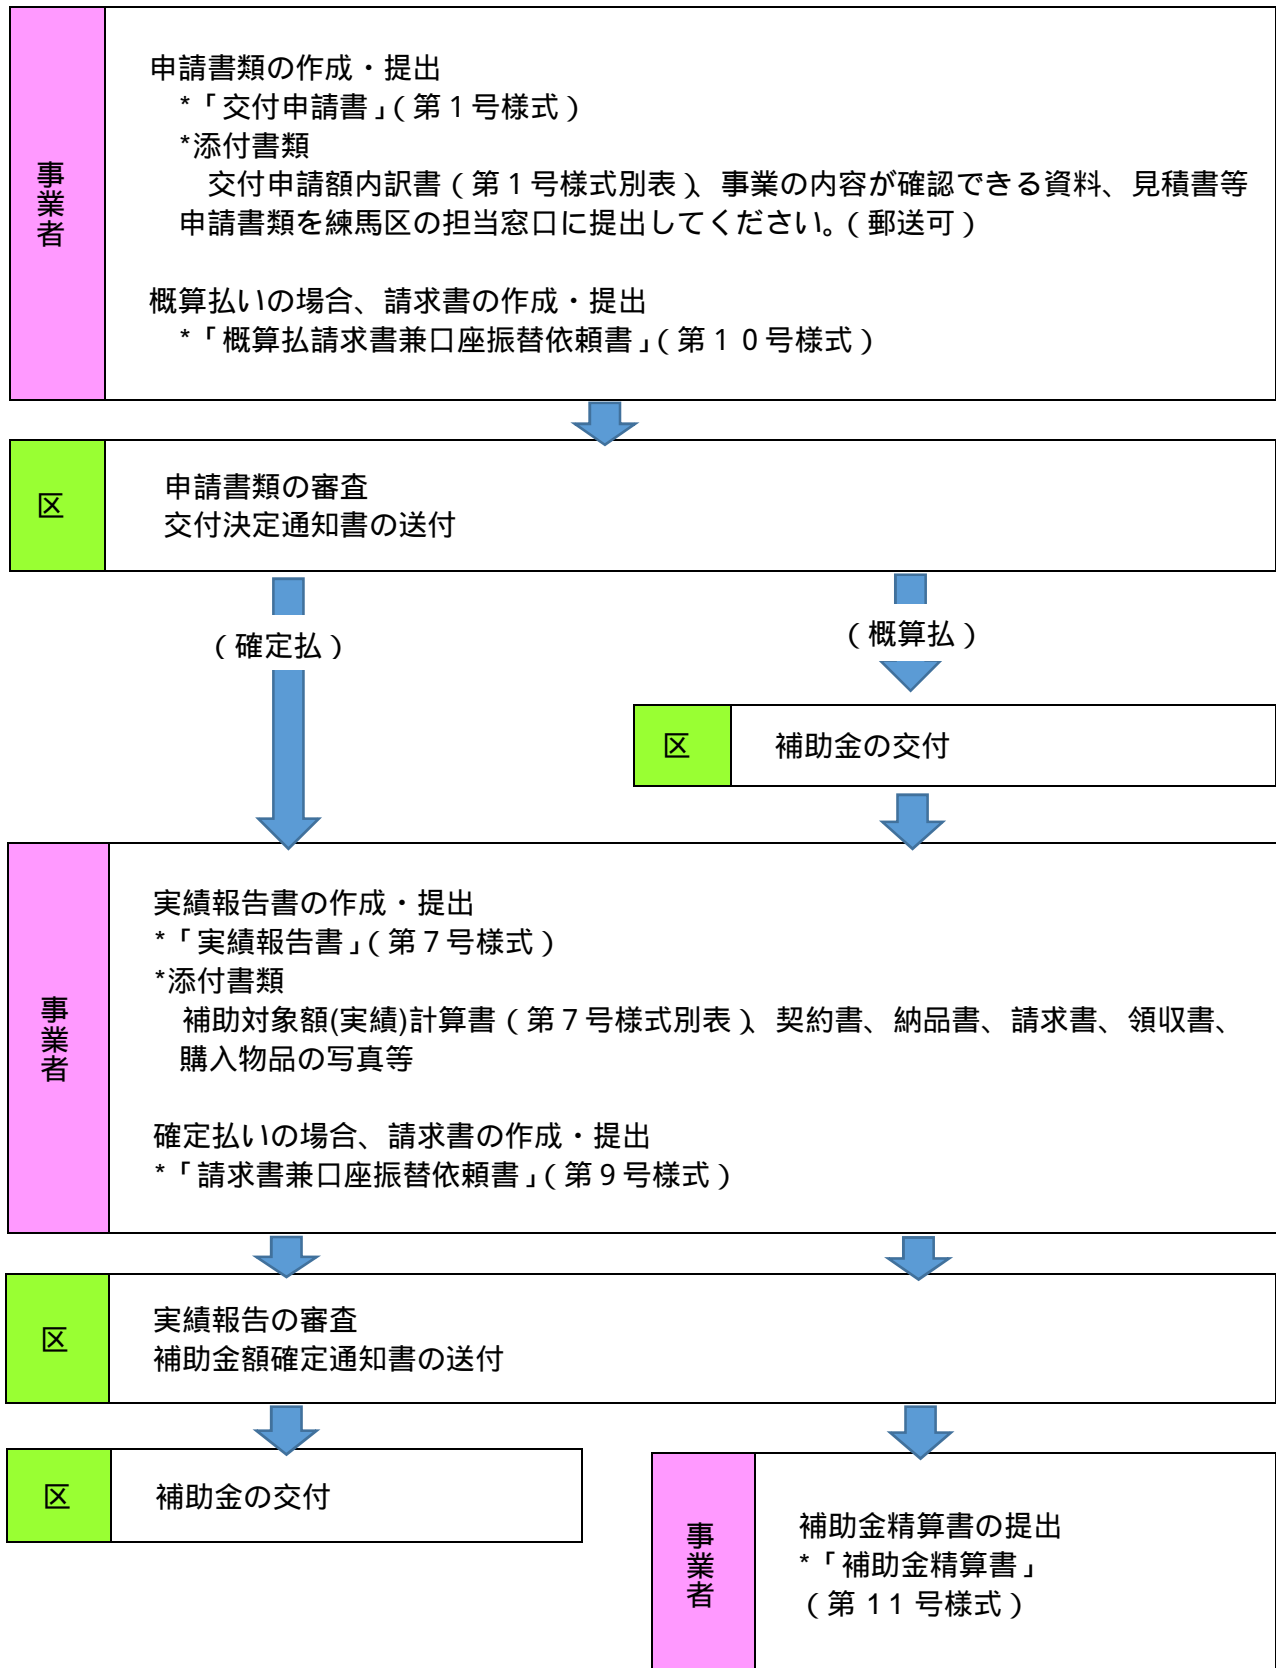 事業者
申請書類の作成・提出
*「交付申請書」(第1号様式)
*添付書類
交付申請額内訳書(第1号様式別表)、事業の内容が確認できる資料、見積書等
申請書類を練馬区の担当窓口に提出してください。(郵送可)
概算払いの場合、請求書の作成・提出
*「概算払請求書兼口座振替依頼書」(第10号様式)
区
申請書類の審査
交付決定通知書の送付
(確定払)
(概算払)
区
補助金の交付
事業者
実績報告書の作成・提出
*「実績報告書」(第7号様式)
*添付書類
補助対象額(実績)計算書(第7号様式別表)、契約書、納品書、請求書、領収書、
購入物品の写真等
確定払いの場合、請求書の作成・提出
*「請求書兼口座振替依頼書」(第9号様式)
区
実績報告の審査
補助金額確定通知書の送付
区
補助金の交付
事業者
補助金精算書の提出
*「補助金精算書」
(第11号様式)